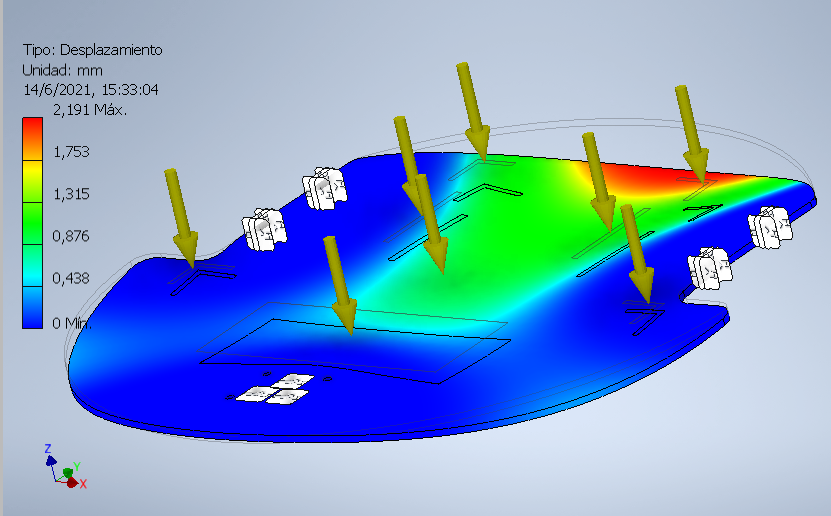 Tipo: Desplazamiento
Unidad: mm
14/6/2021, 15:33:04
2,191 Máx.
1,753
1,315
0,876
0,438
0 Mín.
Z
Y
X